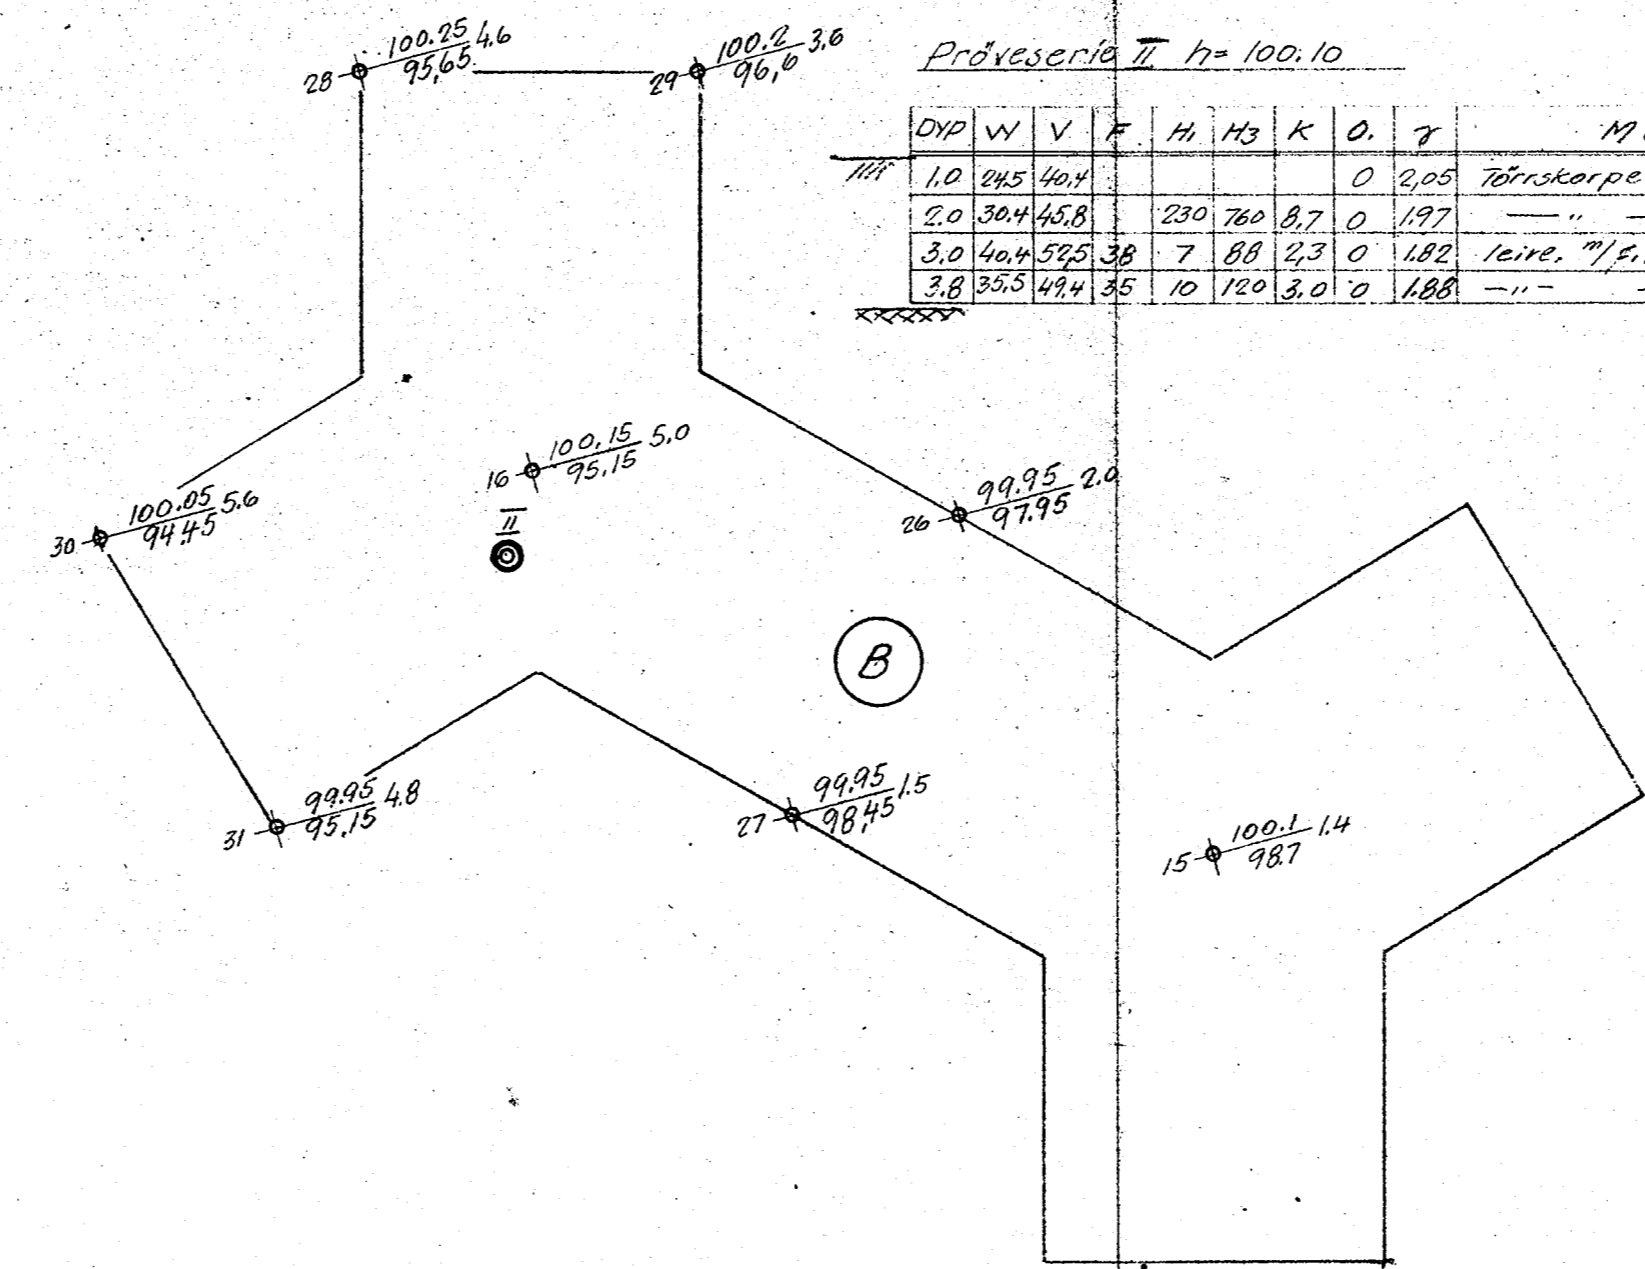 28 100.25 4.6
95,65
29 100.2 3.6
96,6
Pröveserie II h= 100.10
DYP W V F H1 H3 K O. γ M
1.0 24.5 40.4 0 2,05 Törrskorpe
2.0 30.4 45.8 230 760 8,7 0 1.97 — " —
3.0 40.4 52,5 38 7 88 2,3 0 1.82 leire. m/
3.8 35.5 49.4 35 10 120 3.0 0 1.88 — " — —
16 100.15 5.0
95.15
II
30 100.05 5.6
94.45
26 99.95 2.0
97.95
B
31 99.95 4.8
95.15
27 99.95 1.5
98,45
15 100.1 1.4
98.7